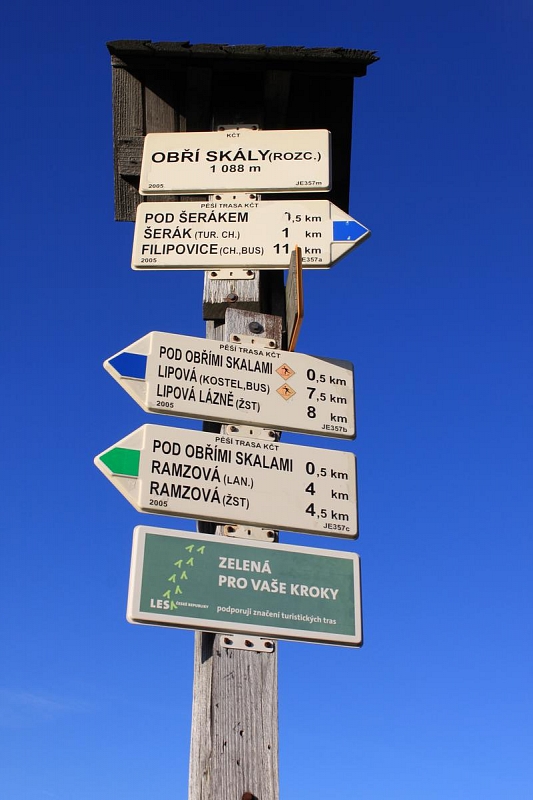 KČT
OBŘÍ SKÁLY (ROZC.)
1 088 m
2005 JE357m
PĚŠÍ TRASA KČT
POD ŠERÁKEM 0,5 km
ŠERÁK (TUR. CH.) 1 km
FILIPOVICE (CH.,BUS) 11 km
2005 JE357a
PĚŠÍ TRASA KČT
POD OBŘÍMI SKALAMI 0,5 km
LIPOVÁ (KOSTEL,BUS) 7,5 km
LIPOVÁ LÁZNĚ (ŽST) 8 km
2005 JE357b
PĚŠÍ TRASA KČT
POD OBŘÍMI SKALAMI 0,5 km
RAMZOVÁ (LAN.) 4 km
RAMZOVÁ (ŽST) 4,5 km
2005 JE357c
ZELENÁ
PRO VAŠE KROKY
LESY ČESKÉ REPUBLIKY podporují značení turistických tras